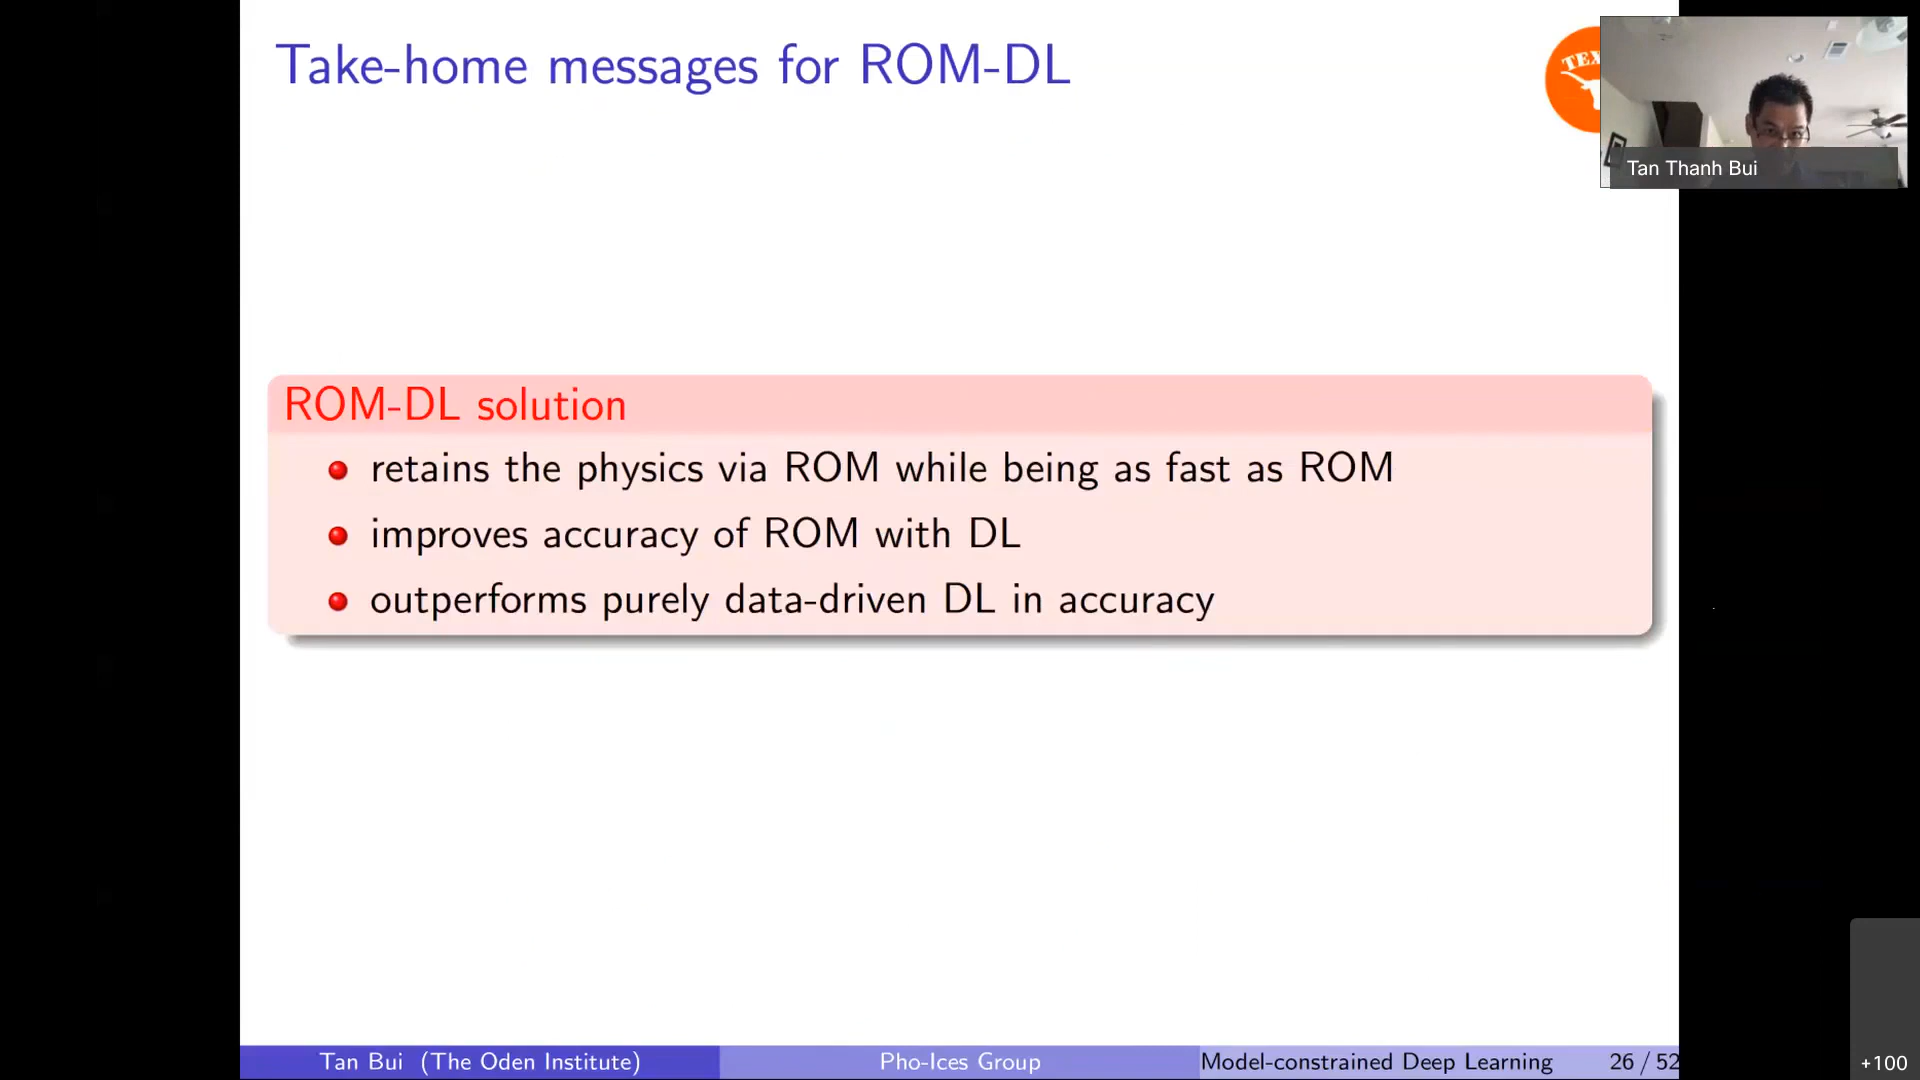 Take-home messages for ROM-DL
TEX
Tan Thanh Bui
ROM-DL solution
retains the physics via ROM while being as fast as ROM
improves accuracy of ROM with DL
outperforms purely data-driven DL in accuracy
Tan Bui (The Oden Institute)
Pho-Ices Group
Model-constrained Deep Learning
26 / 52
+100